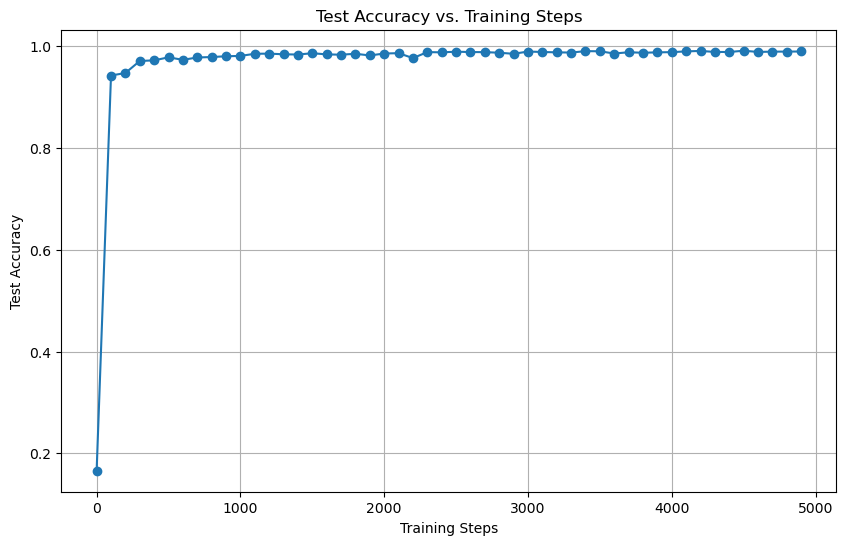 Test Accuracy vs. Training Steps
1.0
0.8
0.6
0.4
0.2
Test Accuracy
0 1000 2000 3000 4000 5000
Training Steps